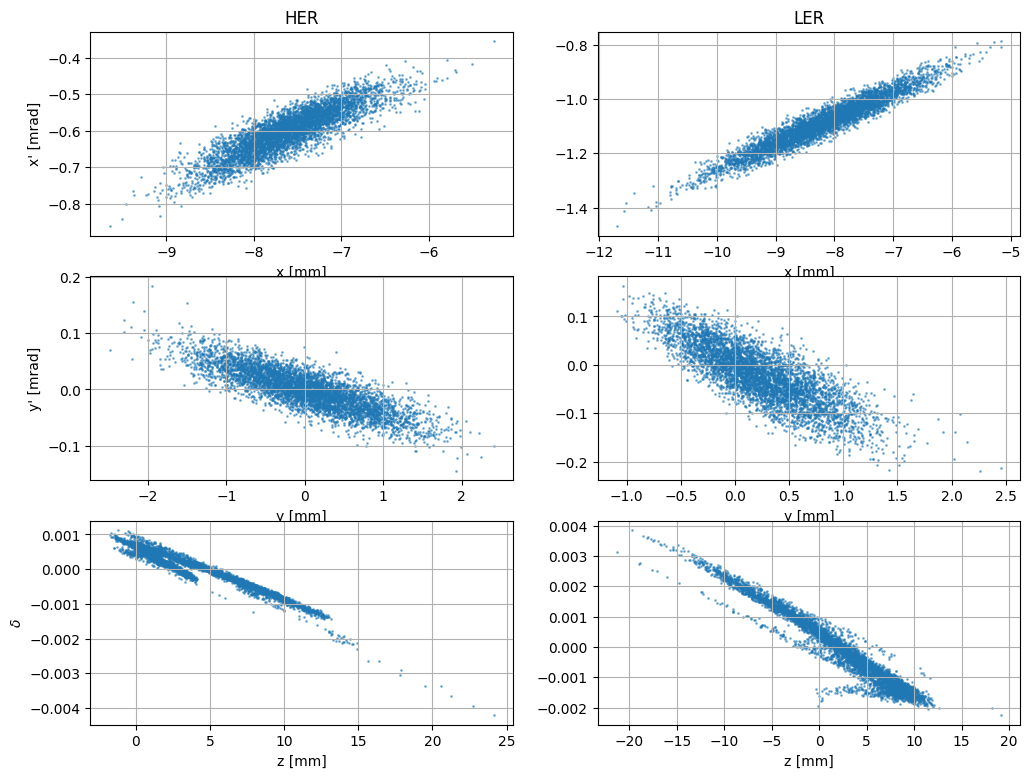 HER LER
−0.4 −0.8
−0.5 −1.0
x' [mrad]
−0.6
−0.7 −1.2
−0.8 −1.4
−9 −8 −7 −6 −12 −11 −10 −9 −8 −7 −6 −5
x [mm] x [mm]
0.2
0.1 0.1
y' [mrad]
0.0 0.0
−0.1 −0.1
−0.2
−2 −1 0 1 2 −1.0 −0.5 0.0 0.5 1.0 1.5 2.0 2.5
y [mm] y [mm]
0.001 0.004
0.000 0.003
−0.001 0.002
δ
−0.002 0.001
−0.003 0.000
−0.004 −0.001
−0.002
0 5 10 15 20 25 −20 −15 −10 −5 0 5 10 15 20
z [mm] z [mm]